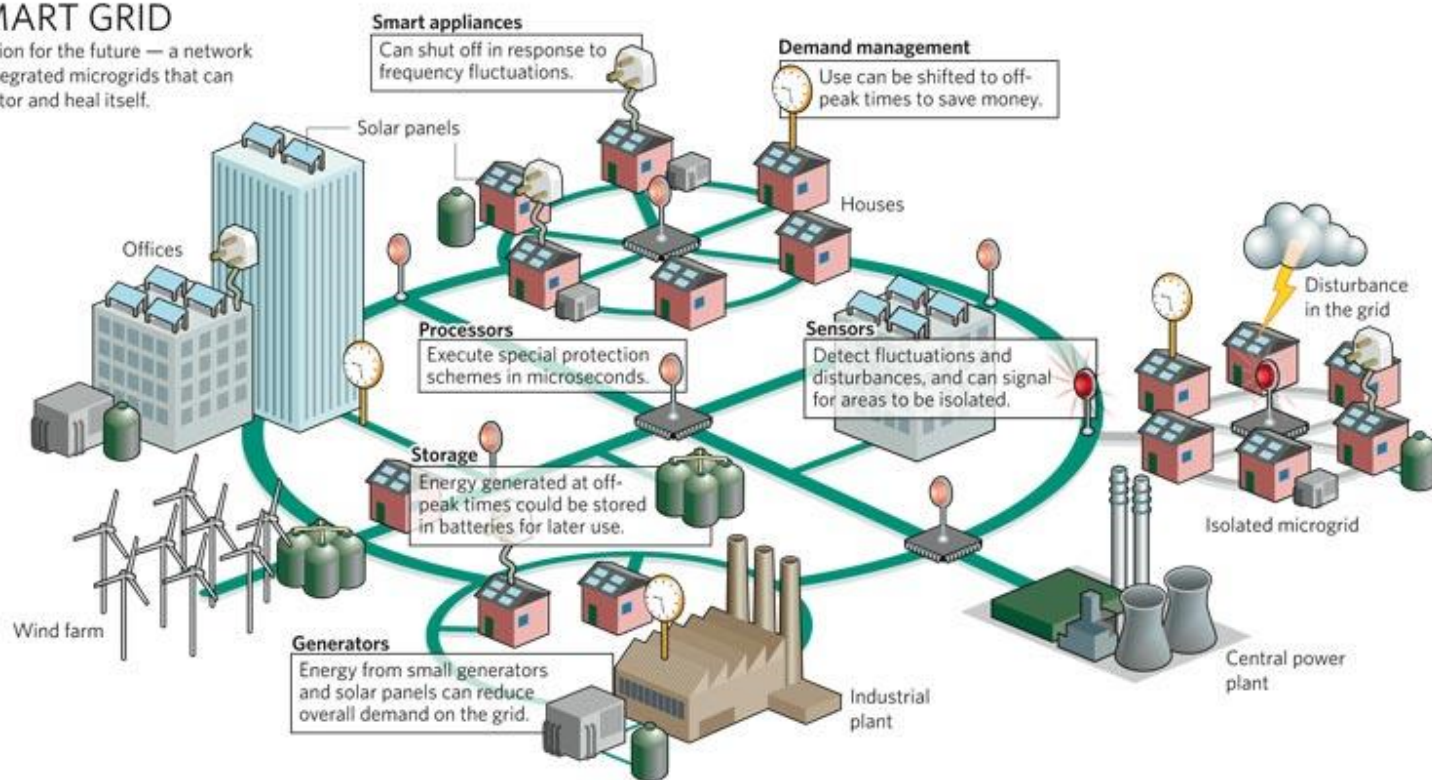 MART GRID
ion for the future — a network
egrated microgrids that can
tor and heal itself.
Smart appliances
Can shut off in response to
frequency fluctuations.
Demand management
Use can be shifted to off-
peak times to save money.
Solar panels
Houses
Offices
Disturbance
in the grid
Processors
Execute special protection
schemes in microseconds.
Sensors
Detect fluctuations and
disturbances, and can signal
for areas to be isolated.
Storage
Energy generated at off-
peak times could be stored
in batteries for later use.
Isolated microgrid
Wind farm
Generators
Energy from small generators
and solar panels can reduce
overall demand on the grid.
Industrial
plant
Central power
plant